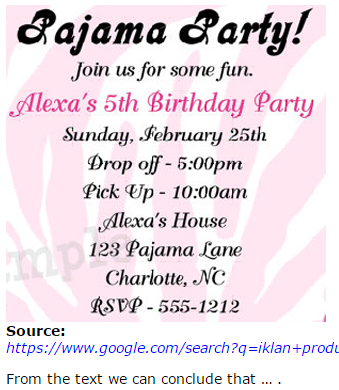 Pajama Party!
Join us for some fun.
Alexa's 5th Birthday Party
Sunday, February 25th
Drop off - 5:00pm
Pick Up - 10:00am
Alexa's House
123 Pajama Lane
Charlotte, NC
RSVP - 555-1212
Source:
https://www.google.com/search?q=iklan+produ
From the text we can conclude that ... .